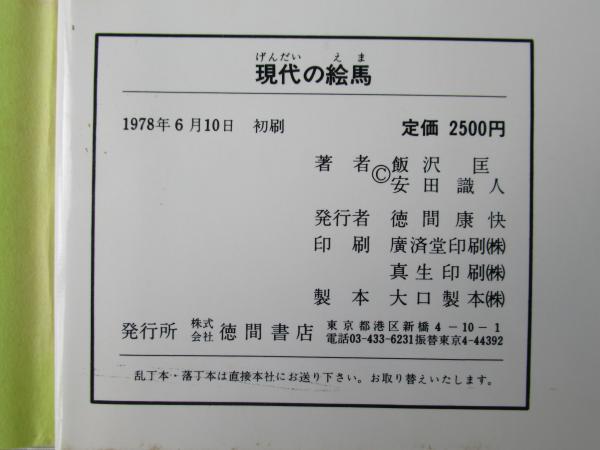 げんだい えま
現代の絵馬
1978年6月10日 初刷 定価 2500円
著者 ©飯沢匡
安田識人
発行者 徳間康快
印刷 廣済堂印刷㈱
真生印刷㈱
製本 大口製本㈱
発行所 株式会社 徳間書店 東京都港区新橋4-10-1
電話03-433-6231振替東京4-44392
乱丁本・落丁本は直接本社にお送り下さい。お取り替えいたします。